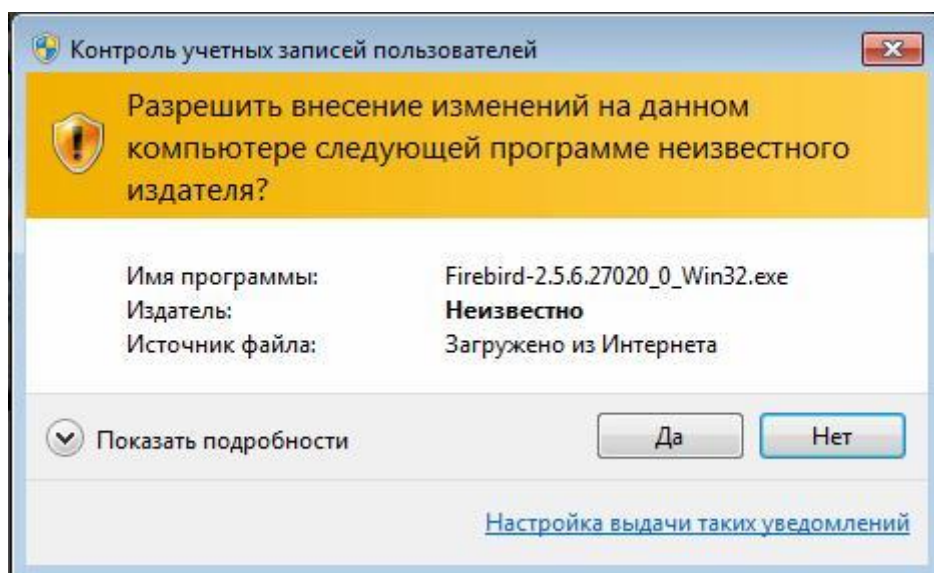 Контроль учетных записей пользователей
Разрешить внесение изменений на данном
компьютере следующей программе неизвестного
издателя?
Имя программы: Firebird-2.5.6.27020_0_Win32.exe
Издатель: Неизвестно
Источник файла: Загружено из Интернета
Показать подробности Да Нет
Настройка выдачи таких уведомлений